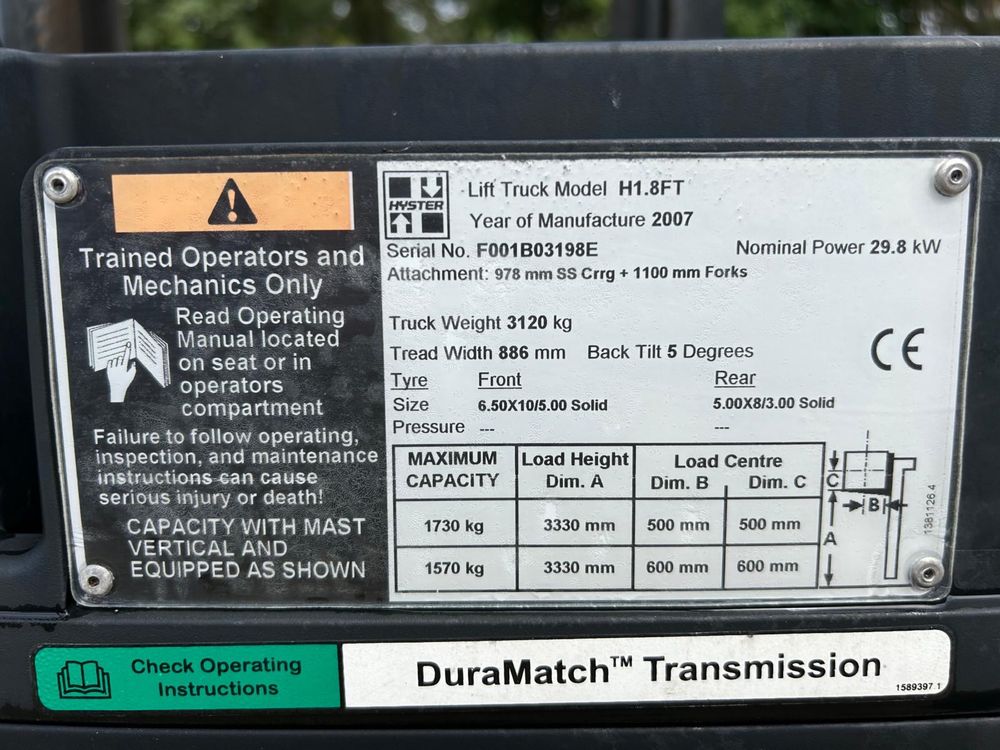 Trained Operators and
Mechanics Only
Read Operating
Manual located
on seat or in
operators
compartment
Failure to follow operating,
inspection, and maintenance
instructions can cause
serious injury or death!
CAPACITY WITH MAST
VERTICAL AND
EQUIPPED AS SHOWN
HYSTER
Lift Truck Model H1.8FT
Year of Manufacture 2007
Serial No. F001B03198E Nominal Power 29.8 kW
Attachment: 978 mm SS Crrg + 1100 mm Forks
Truck Weight 3120 kg
Tread Width 886 mm Back Tilt 5 Degrees
CE
Tyre Front Rear
Size 6.50X10/5.00 Solid 5.00X8/3.00 Solid
Pressure --- ---
MAXIMUM CAPACITY Load Height Dim. A Load Centre Dim. B Dim. C
1730 kg 3330 mm 500 mm 500 mm
1570 kg 3330 mm 600 mm 600 mm
C
B
A
1381126.4
Check Operating
Instructions
DuraMatch™ Transmission
1589397.1